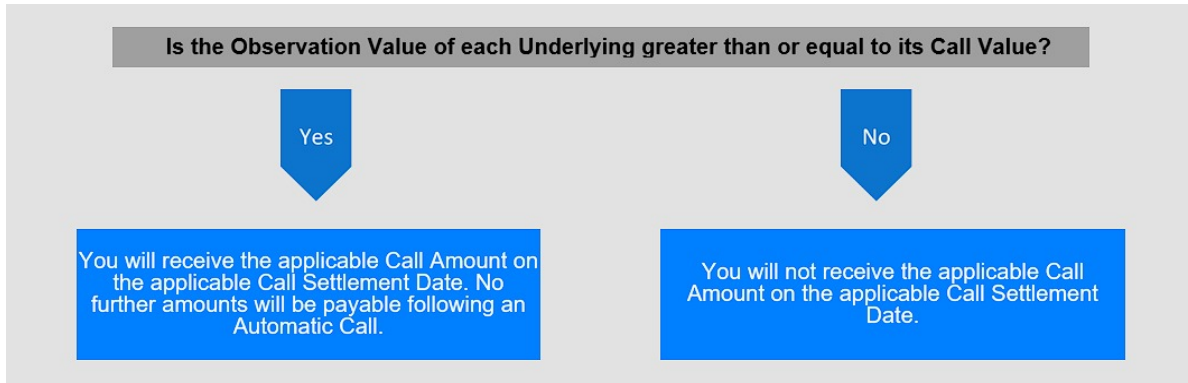 Is the Observation Value of each Underlying greater than or equal to its Call Value?
Yes
No
You will receive the applicable Call Amount on
the applicable Call Settlement Date. No
further amounts will be payable following an
Automatic Call.
You will not receive the applicable Call
Amount on the applicable Call Settlement
Date.